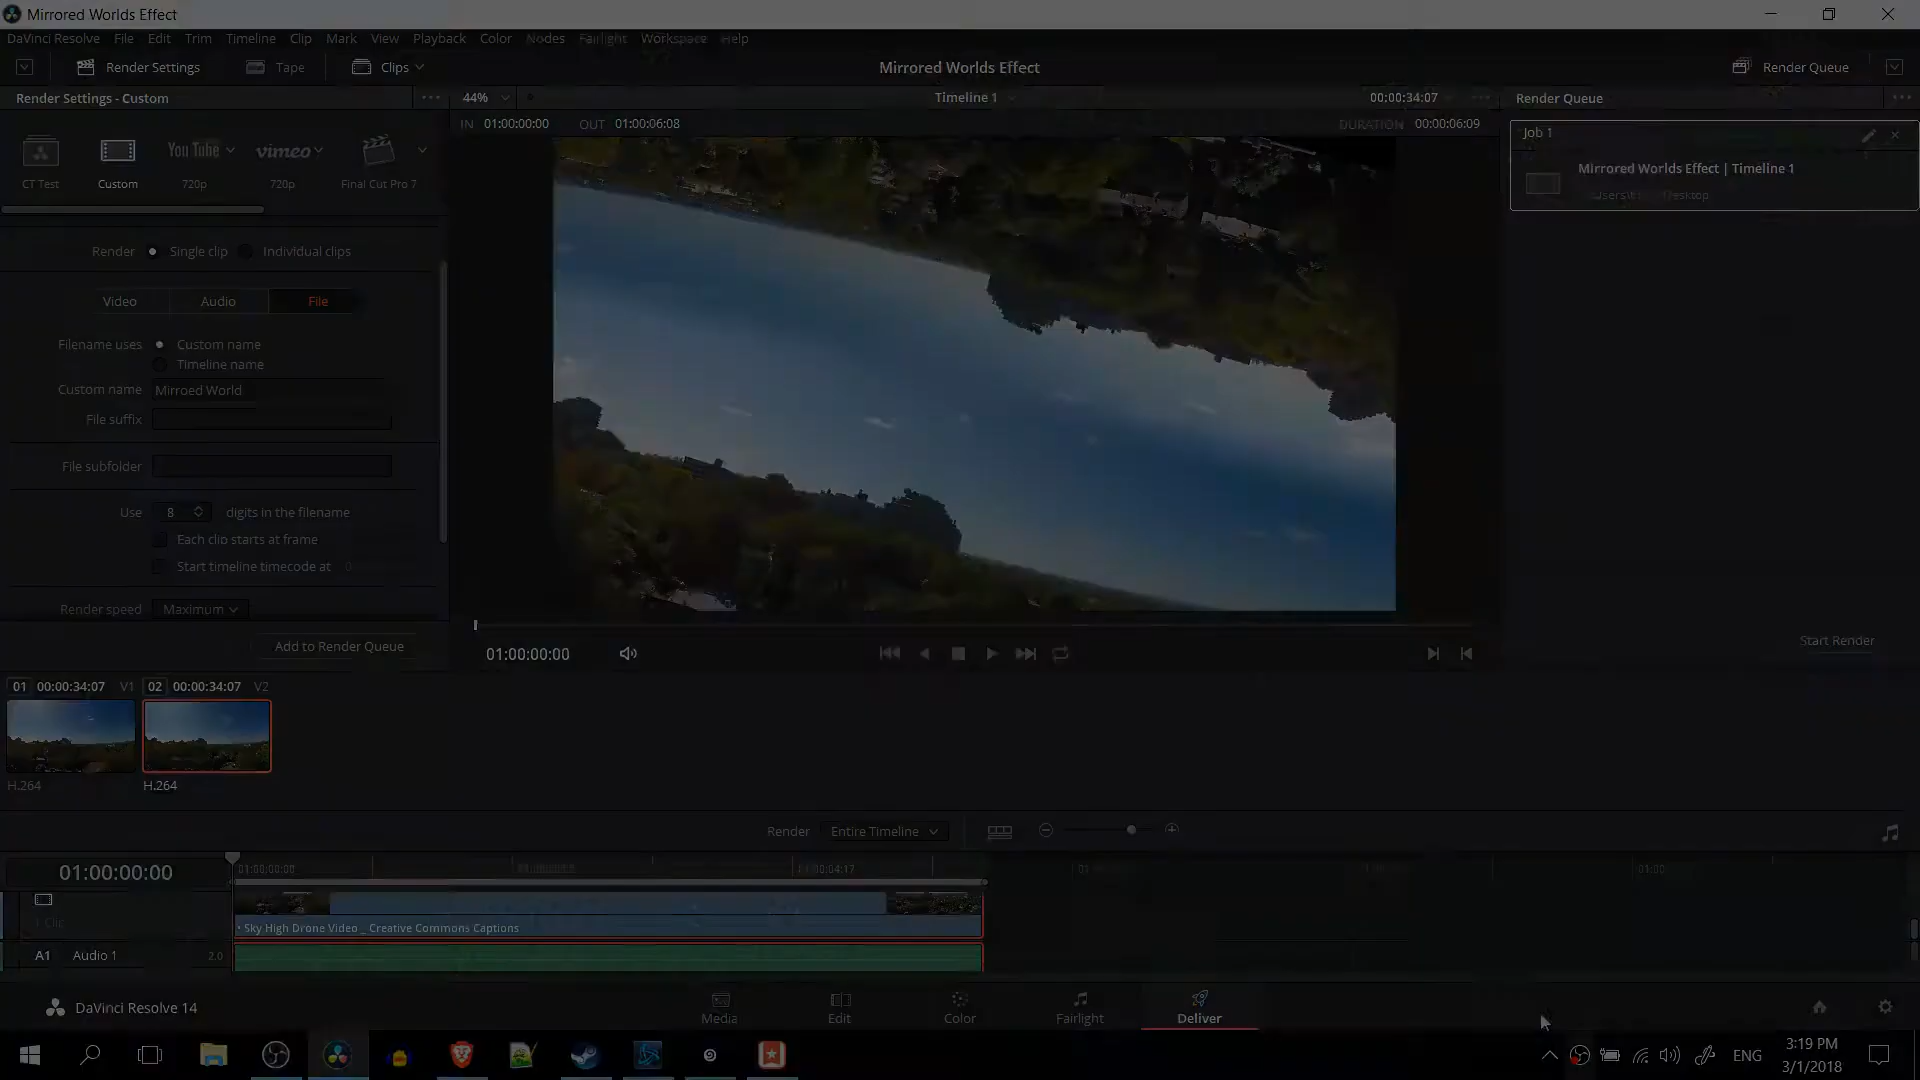 Mirrored Worlds Effect
DaVinci Resolve File Edit Trim Timeline Clip Mark View Playback Color Nodes Fairlight Workspace Help
Render Settings Tape Clips Mirrored Worlds Effect Render Queue
Render Settings - Custom 44% Timeline 1 00:00:34:07 Render Queue
IN 01:00:00:00 OUT 01:00:06:08 DURATION 00:00:06:09
Job 1
Mirrored Worlds Effect | Timeline 1
Desktop
YouTube vimeo
CT Test Custom 720p 720p Final Cut Pro 7
Render Single clip Individual clips
Video Audio File
Filename uses Custom name
Timeline name
Custom name Mirroed World
File suffix
File subfolder
Use 8 digits in the filename
Each clip starts at frame
Start timeline timecode at
Render speed Maximum
Add to Render Queue
01:00:00:00
Start Render
01 00:00:34:07 V1 02 00:00:34:07 V2
H.264 H.264
Render Entire Timeline
01:00:00:00
01:00:00:00 01:00:04:17
1 Clip
• Sky High Drone Video _ Creative Commons Captions
A1 Audio 1 2.0
DaVinci Resolve 14
Media Edit Color Fairlight Deliver
ENG
3:19 PM
3/1/2018